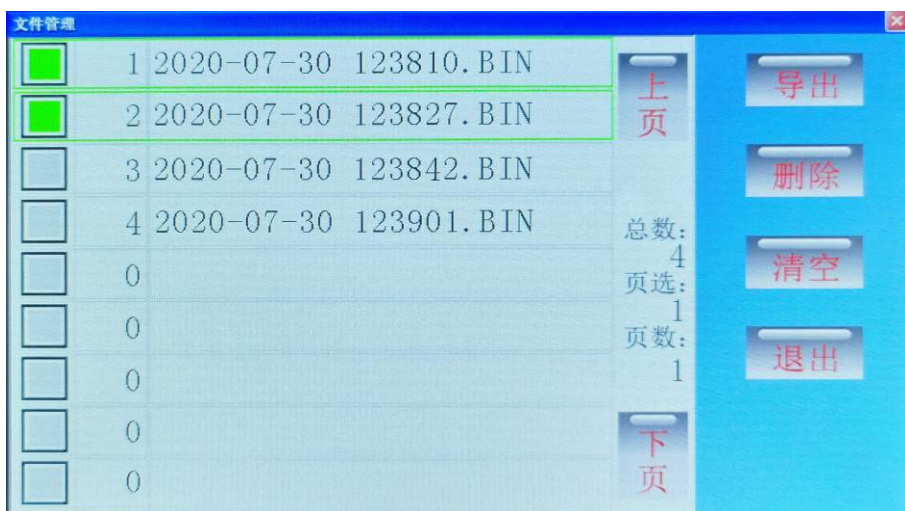 文件管理
1 2020-07-30 123810.BIN
2 2020-07-30 123827.BIN
3 2020-07-30 123842.BIN
4 2020-07-30 123901.BIN
0
0
0
0
0
上页
总数:
4
页选:
1
页数:
1
下页
导出
删除
清空
退出